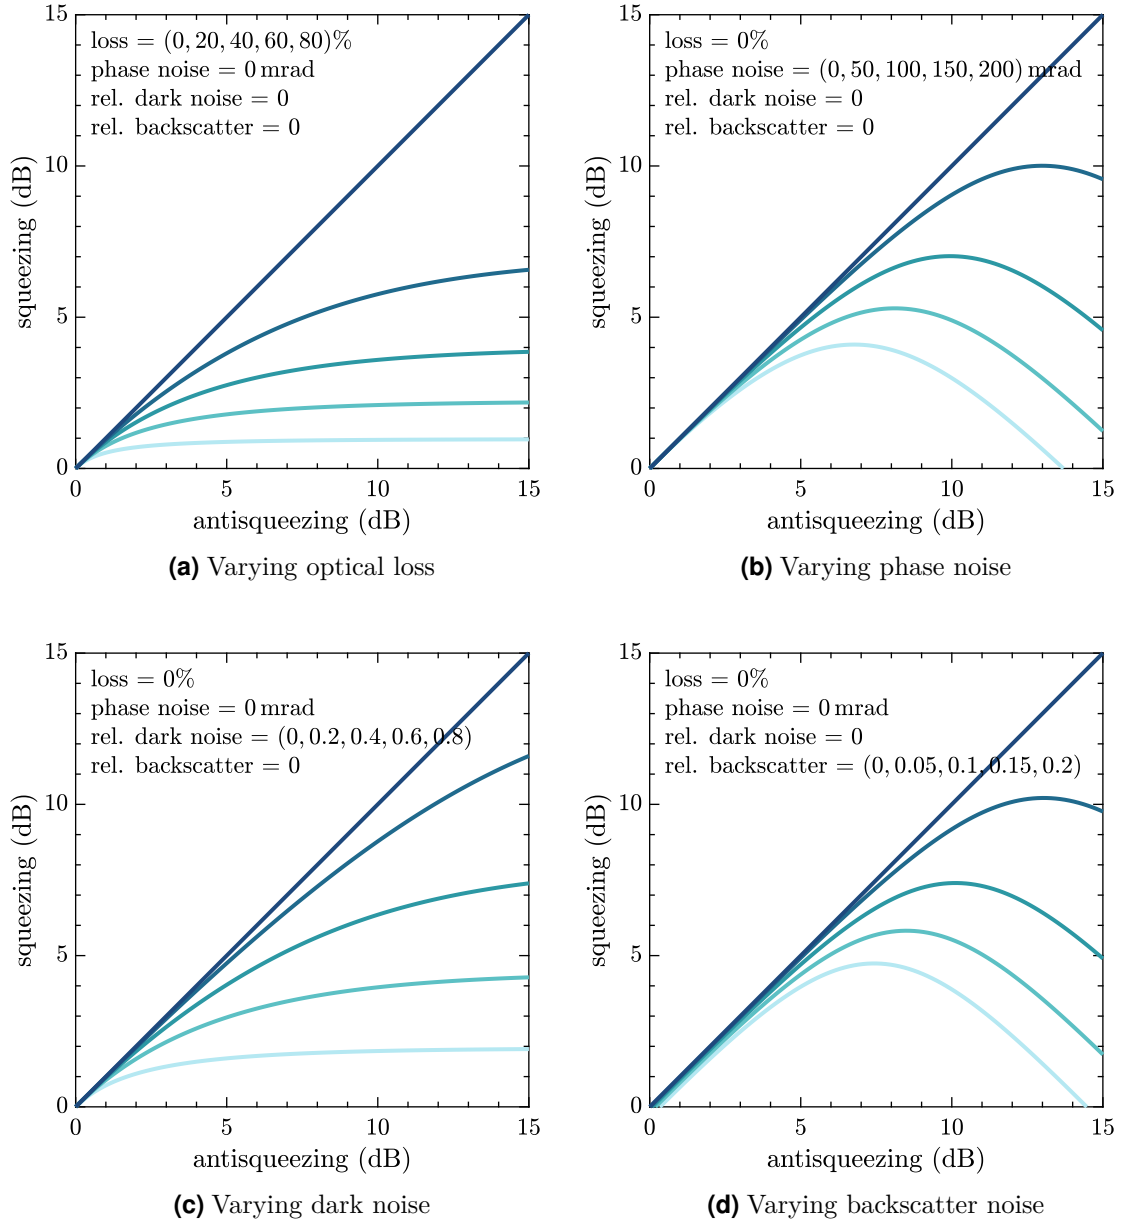 15
10
5
0
squeezing (dB)
loss = (0, 20, 40, 60, 80)%
phase noise = 0 mrad
rel. dark noise = 0
rel. backscatter = 0
0 5 10 15
antisqueezing (dB)
(a) Varying optical loss
15
10
5
0
squeezing (dB)
loss = 0%
phase noise = (0, 50, 100, 150, 200) mrad
rel. dark noise = 0
rel. backscatter = 0
0 5 10 15
antisqueezing (dB)
(b) Varying phase noise
15
10
5
0
squeezing (dB)
loss = 0%
phase noise = 0 mrad
rel. dark noise = (0, 0.2, 0.4, 0.6, 0.8)
rel. backscatter = 0
0 5 10 15
antisqueezing (dB)
(c) Varying dark noise
15
10
5
0
squeezing (dB)
loss = 0%
phase noise = 0 mrad
rel. dark noise = 0
rel. backscatter = (0, 0.05, 0.1, 0.15, 0.2)
0 5 10 15
antisqueezing (dB)
(d) Varying backscatter noise